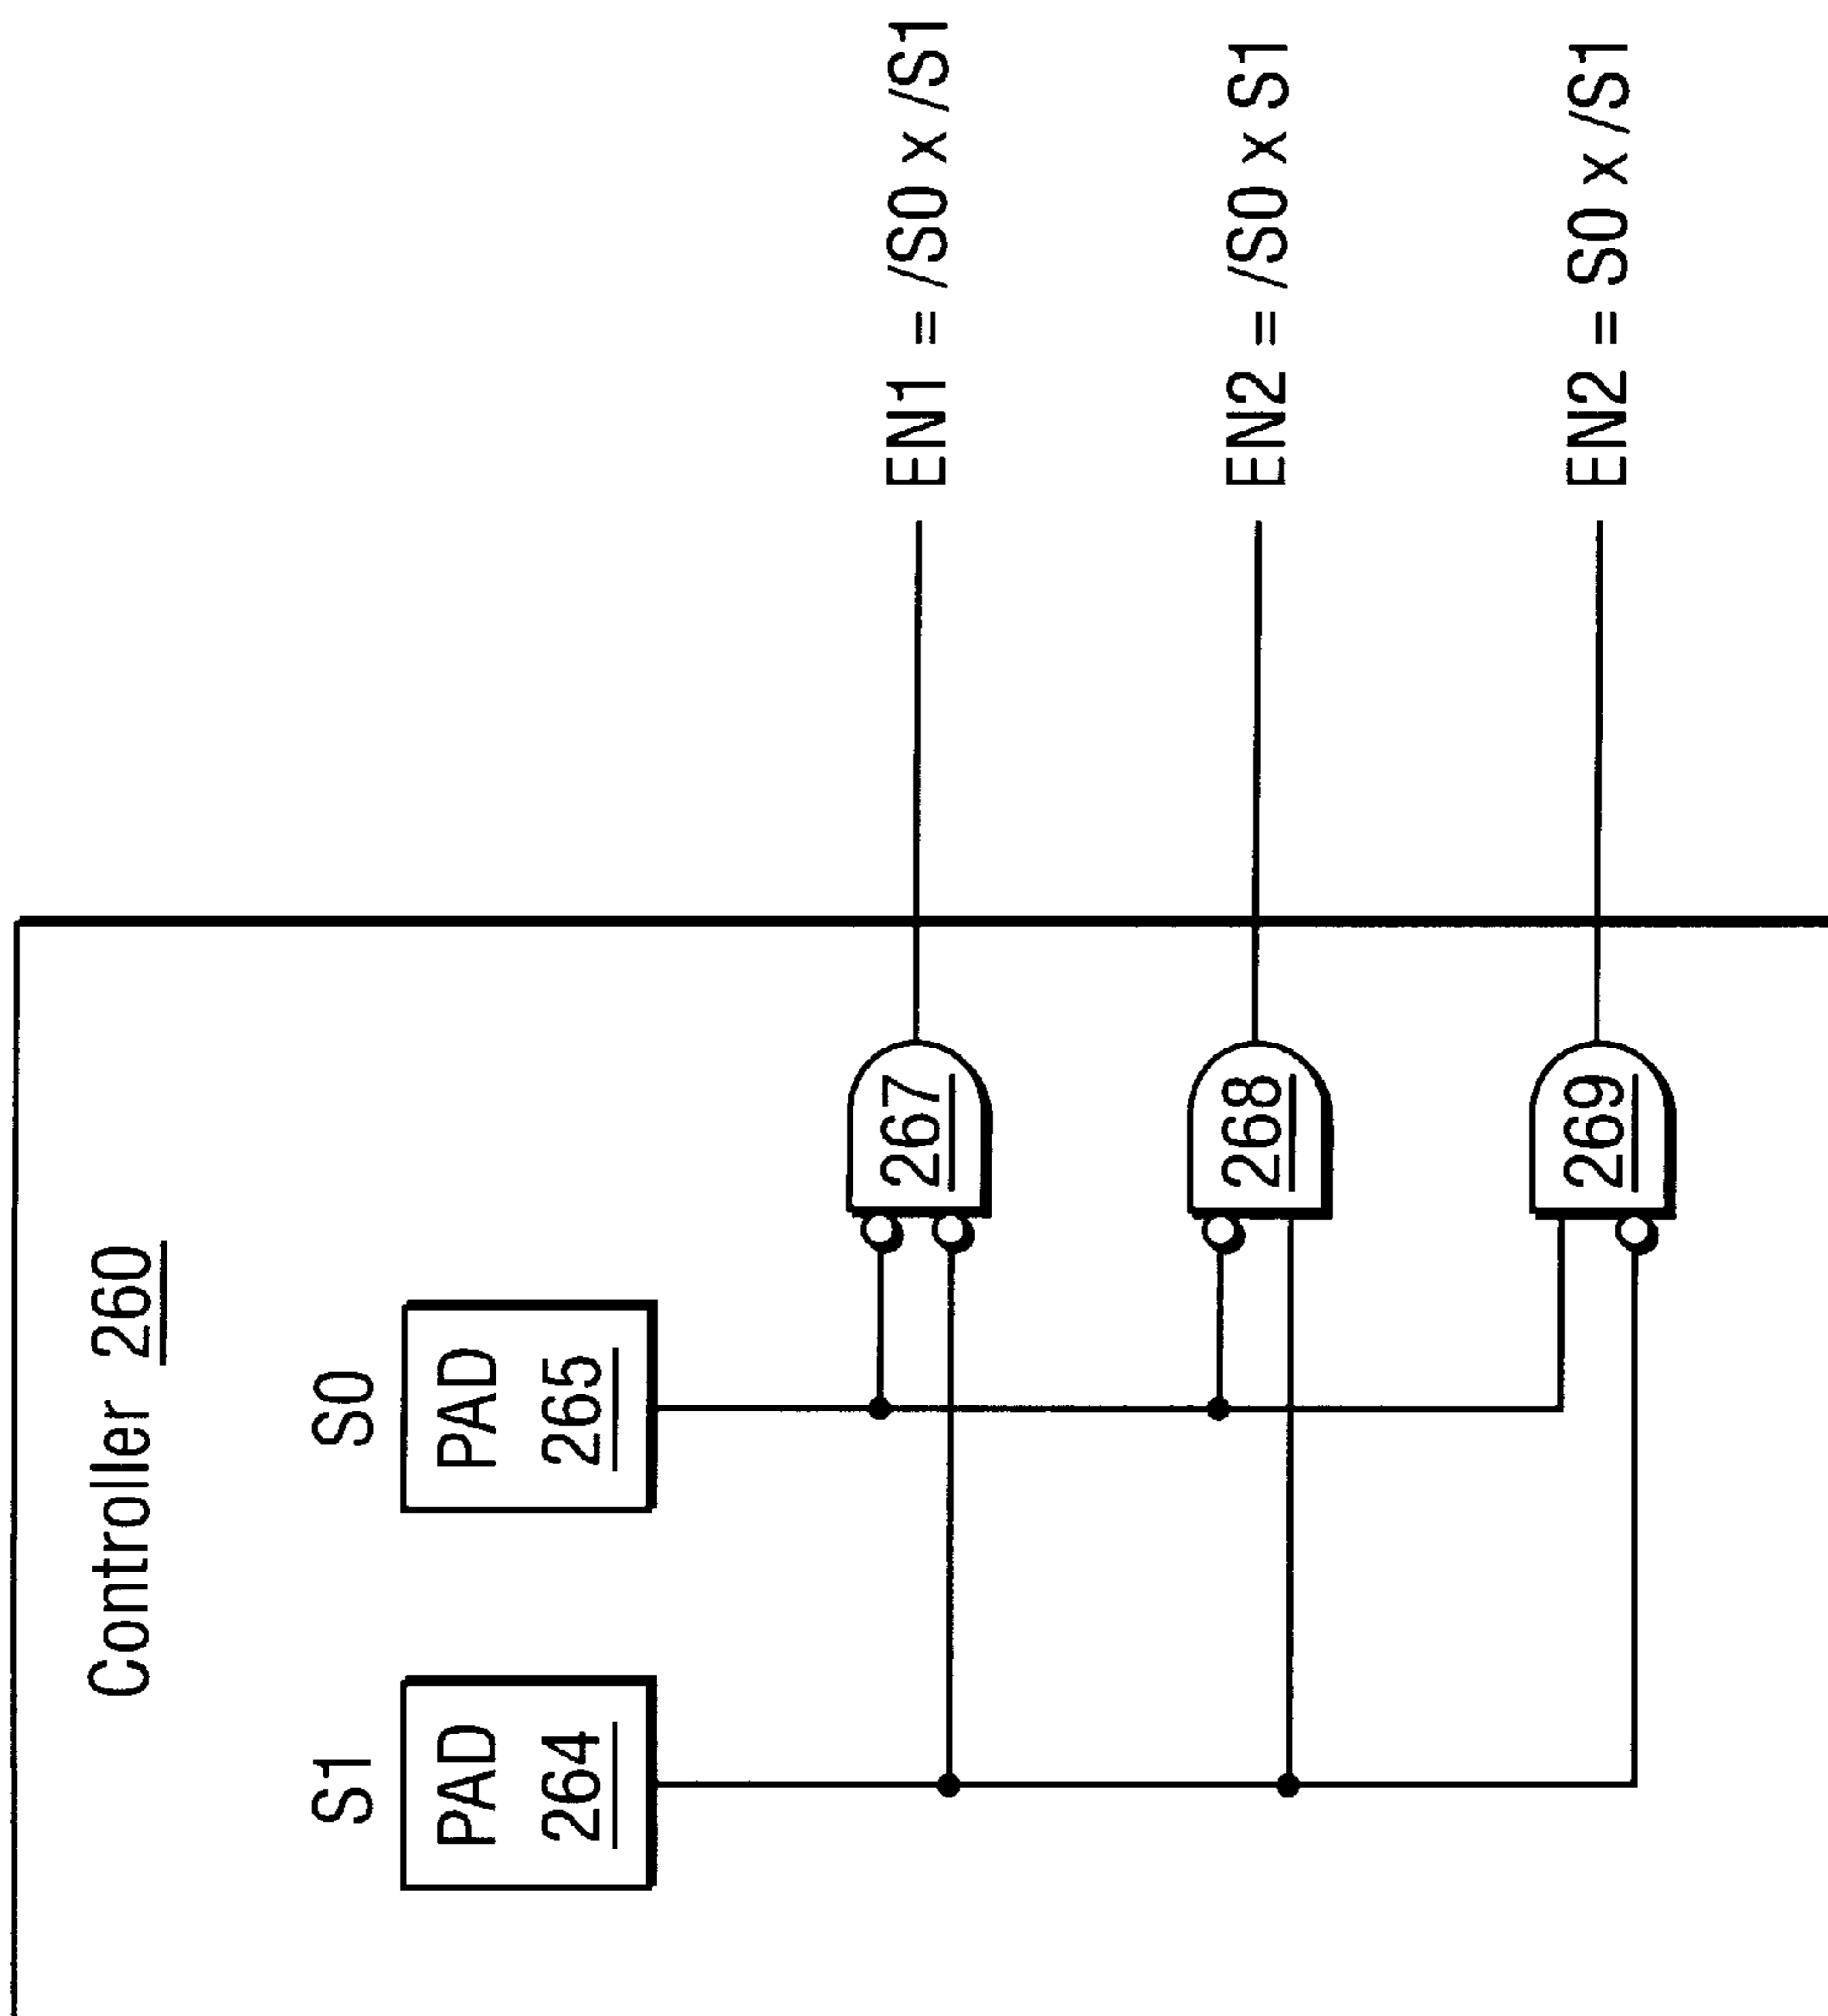 Controller 260
S1
S0
PAD
264
PAD
265
267
268
269
EN1 = /S0 x /S1
EN2 = /S0 x S1
EN2 = S0 x /S1